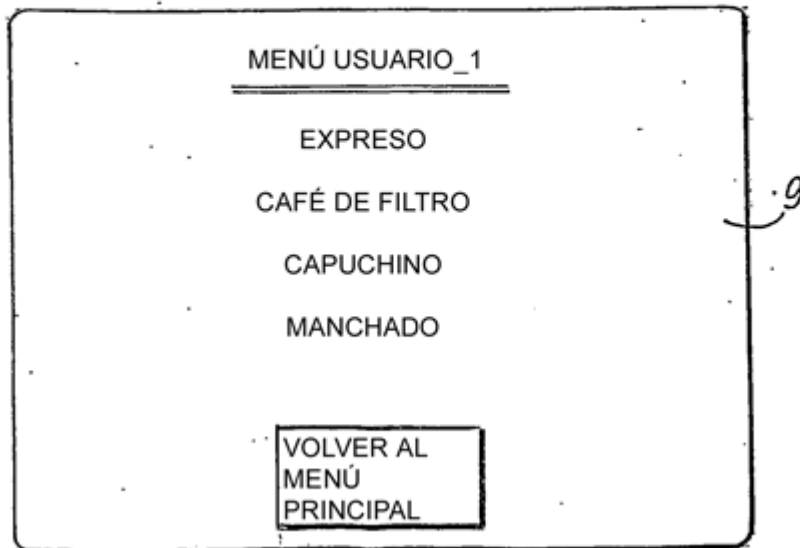 MENÚ USUARIO_1
EXPRESO
CAFÉ DE FILTRO
9
CAPUCHINO
MANCHADO
VOLVER AL
MENÚ
PRINCIPAL